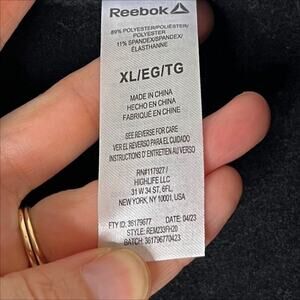 Reebok
89% POLYESTER/POLIÉSTER/
POLYESTER
11% SPANDEX/SPANDEX/
ÉLASTHANNE
XL/EG/TG
MADE IN CHINA
HECHO EN CHINA
FABRIQUÉ EN CHINE
SEE REVERSE FOR CARE
VER EL REVERSO PARA EL CUIDADO
INSTRUCTIONS D' ENTRETIEN AU VERSO
RN#117927 /
HIGHLIFE LLC
31 W 34 ST, 6FL,
NEW YORK, NY 10001, USA
FTY ID: 36179677 DATE: 04/23
STYLE: REM233FH20
BATCH: 361796770423